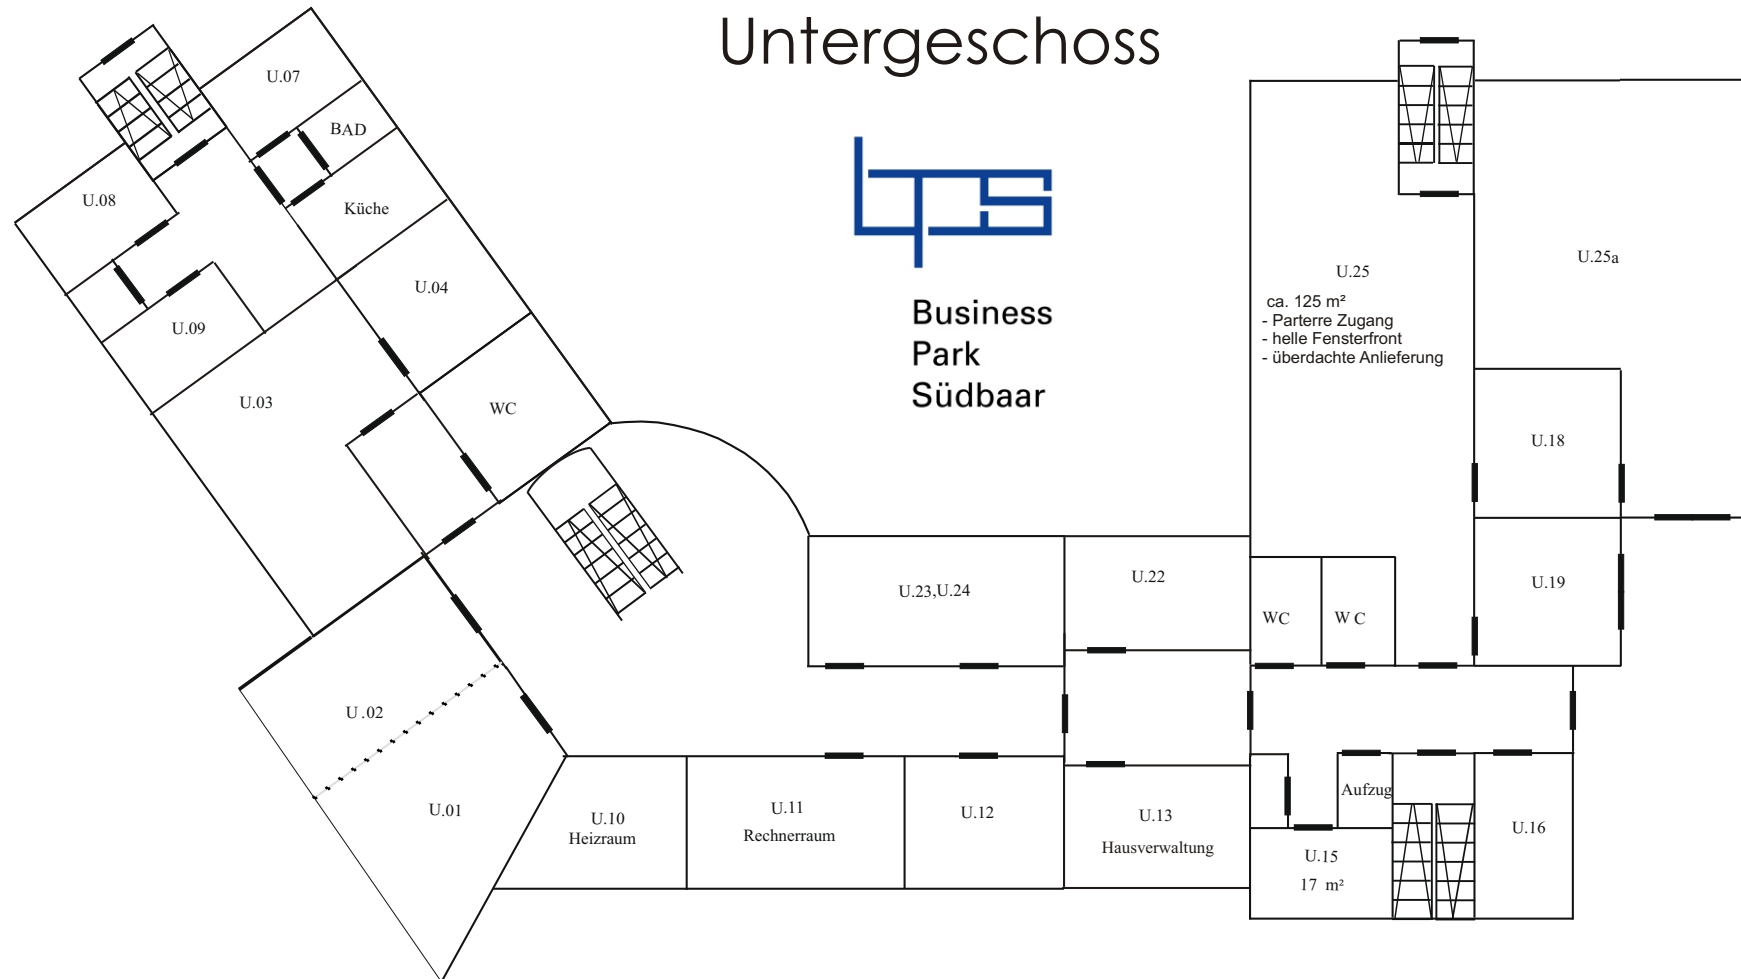 Untergeschoss
bps
Business
Park
Südbaar
U.07
BAD
Küche
U.08
U.09
U.04
U.03
WC
U.02
U.01
U.10
Heizraum
U.11
Rechnerraum
U.12
U.13
Hausverwaltung
U.23,U.24
U.22
WC
WC
U.25
ca. 125 m²
- Parterre Zugang
- helle Fensterfront
- überdachte Anlieferung
U.25a
U.18
U.19
Aufzug
U.15
17 m²
U.16